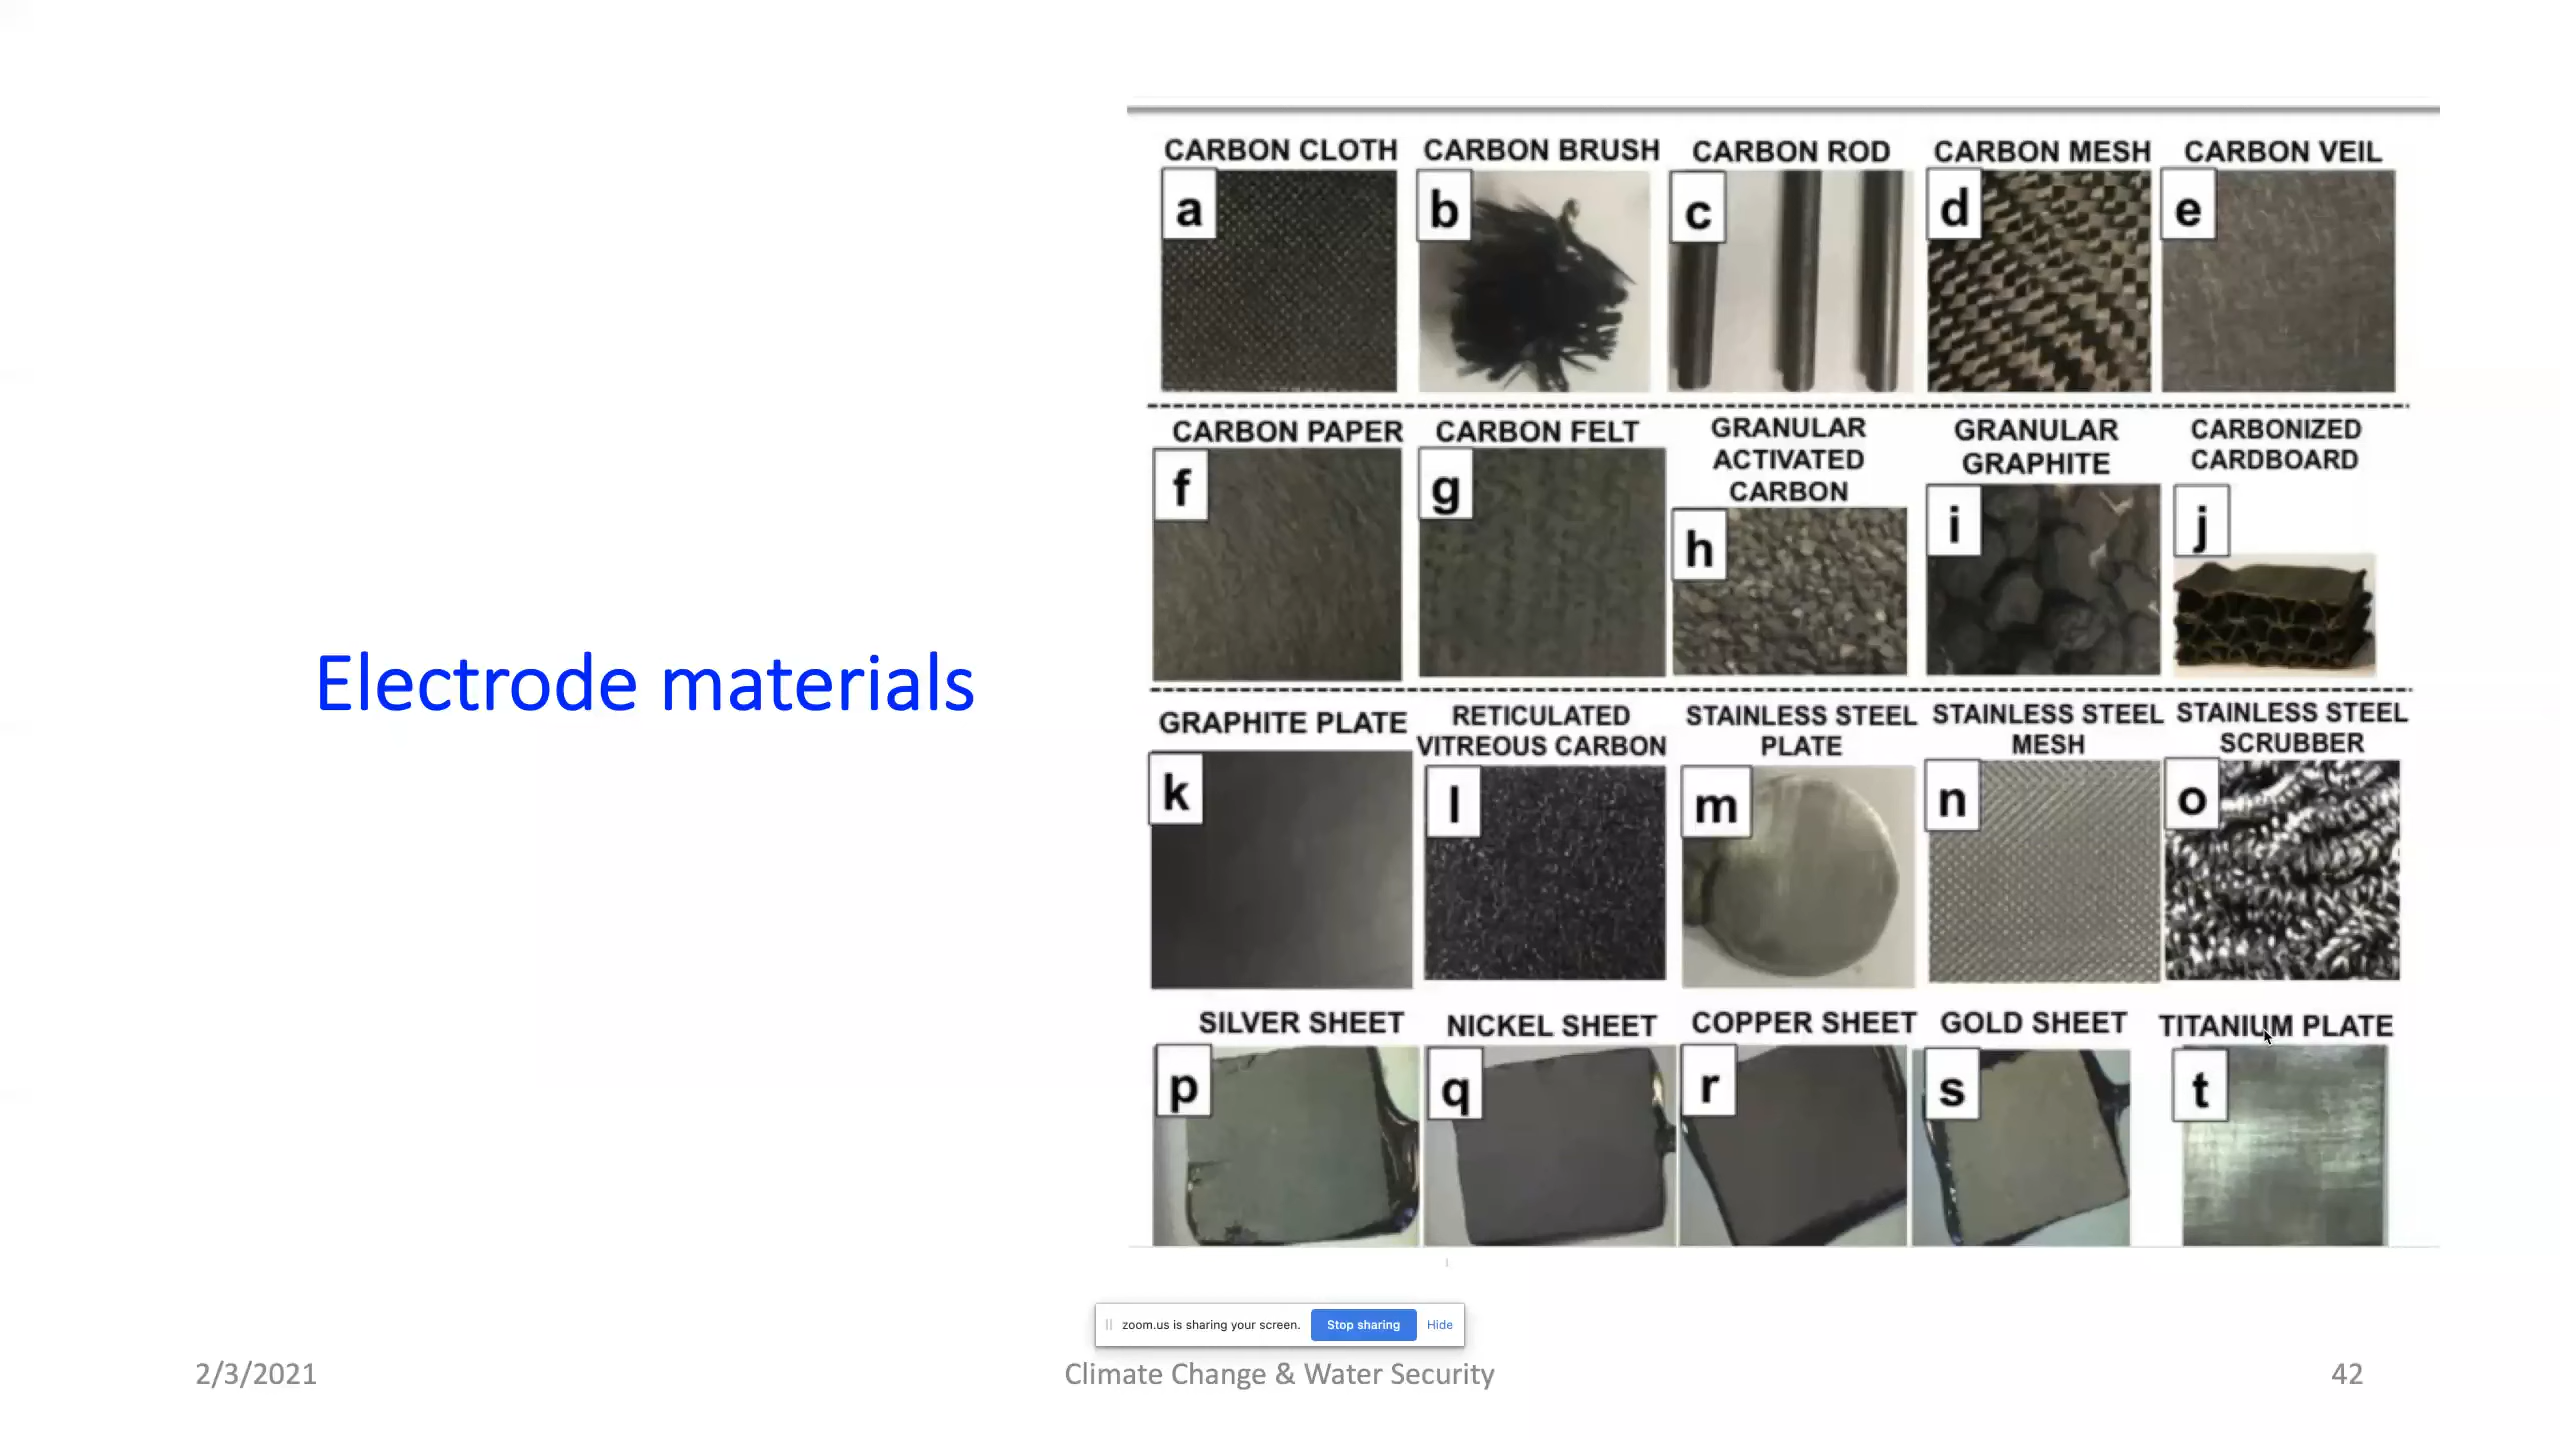 Electrode materials
CARBON CLOTH CARBON BRUSH CARBON ROD CARBON MESH CARBON VEIL
a b c d e
CARBON PAPER CARBON FELT GRANULAR ACTIVATED CARBON GRANULAR GRAPHITE CARBONIZED CARDBOARD
f g h i j
GRAPHITE PLATE RETICULATED VITREOUS CARBON STAINLESS STEEL PLATE STAINLESS STEEL MESH STAINLESS STEEL SCRUBBER
k l m n o
SILVER SHEET NICKEL SHEET COPPER SHEET GOLD SHEET TITANIUM PLATE
p q r s t
zoom.us is sharing your screen. Stop sharing Hide
2/3/2021 Climate Change & Water Security 42